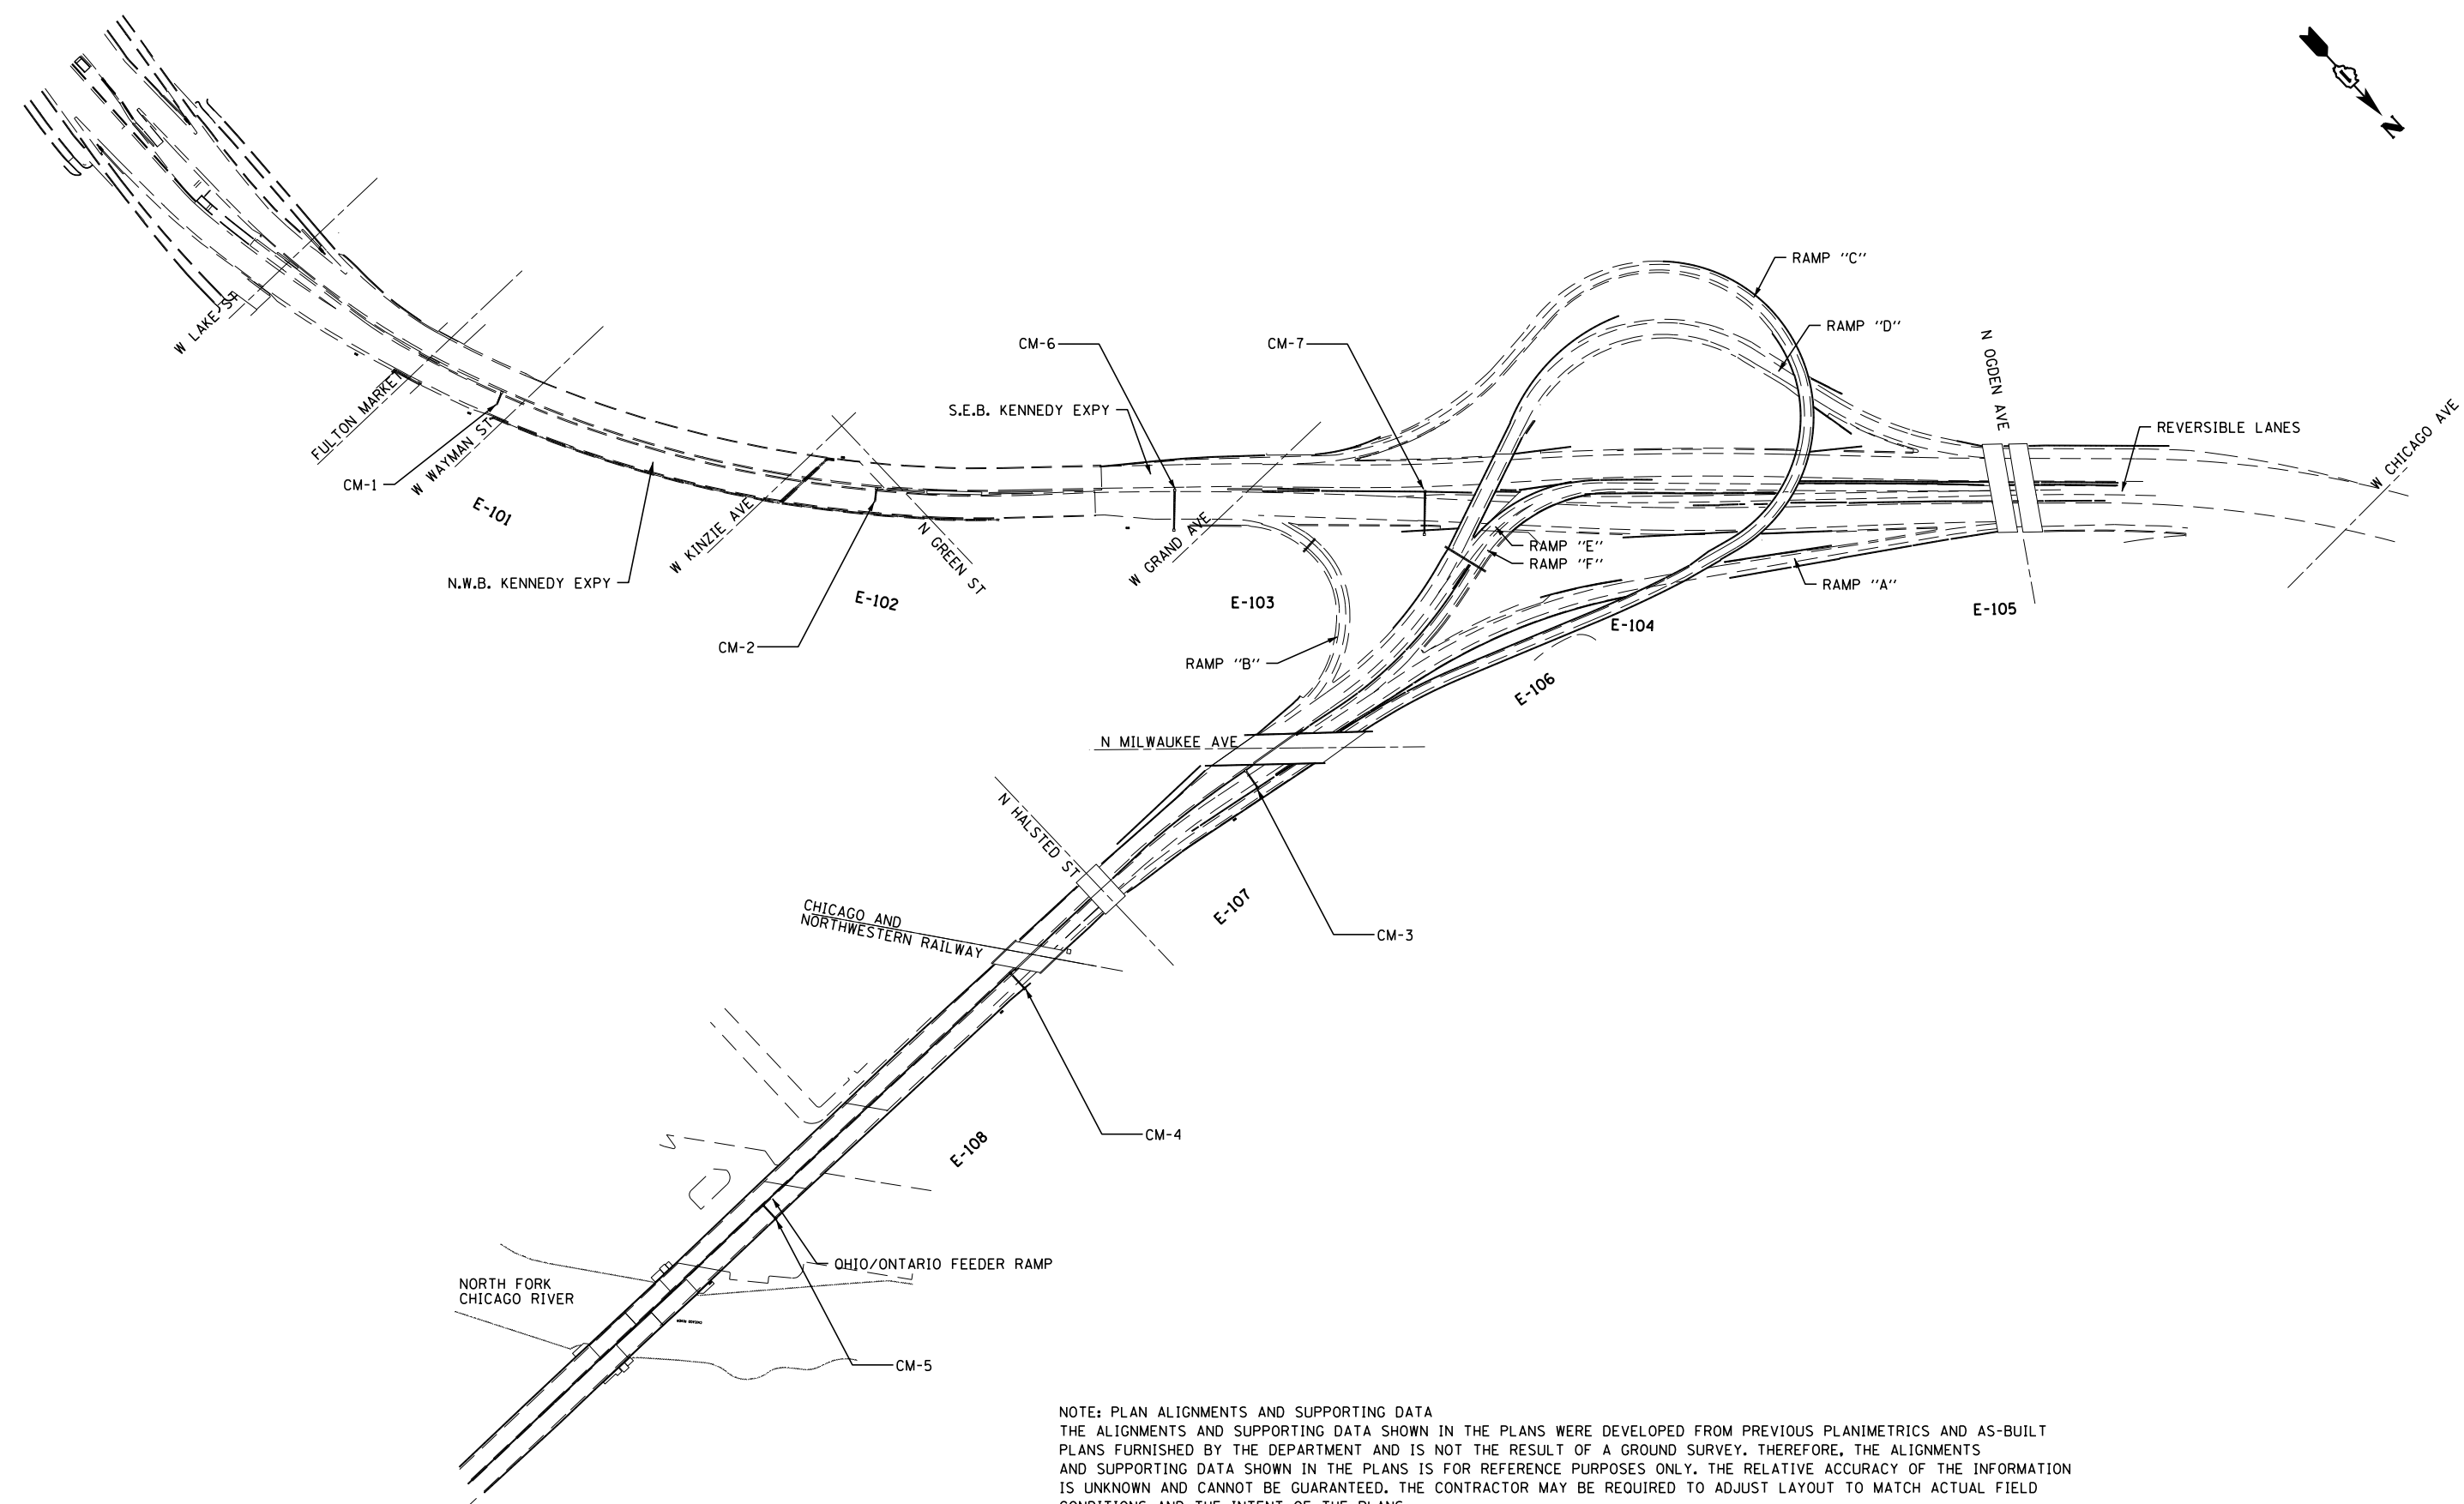 N
RAMP "C"
RAMP "D"
W LAKE ST
CM-6
CM-7
N OGDEN AVE
FULTON MARKET
S.E.B. KENNEDY EXPY
REVERSIBLE LANES
W CHICAGO AVE
CM-1
W WAYMAN ST
E-101
W KINZIE AVE
N GREEN ST
W GRAND AVE
RAMP "E"
RAMP "F"
N.W.B. KENNEDY EXPY
RAMP "A"
E-102
E-103
E-105
E-104
CM-2
RAMP "B"
E-106
N MILWAUKEE AVE
N HALSTED ST
CHICAGO AND
NORTHWESTERN RAILWAY
E-107
CM-3
CM-4
E-108
OHIO/ONTARIO FEEDER RAMP
NORTH FORK
CHICAGO RIVER
CM-5
NOTE: PLAN ALIGNMENTS AND SUPPORTING DATA
THE ALIGNMENTS AND SUPPORTING DATA SHOWN IN THE PLANS WERE DEVELOPED FROM PREVIOUS PLANIMETRICS AND AS-BUILT
PLANS FURNISHED BY THE DEPARTMENT AND IS NOT THE RESULT OF A GROUND SURVEY. THEREFORE, THE ALIGNMENTS
AND SUPPORTING DATA SHOWN IN THE PLANS IS FOR REFERENCE PURPOSES ONLY. THE RELATIVE ACCURACY OF THE INFORMATION
IS UNKNOWN AND CANNOT BE GUARANTEED. THE CONTRACTOR MAY BE REQUIRED TO ADJUST LAYOUT TO MATCH ACTUAL FIELD
CONDITIONS AND THE INTENT OF THE PLANS